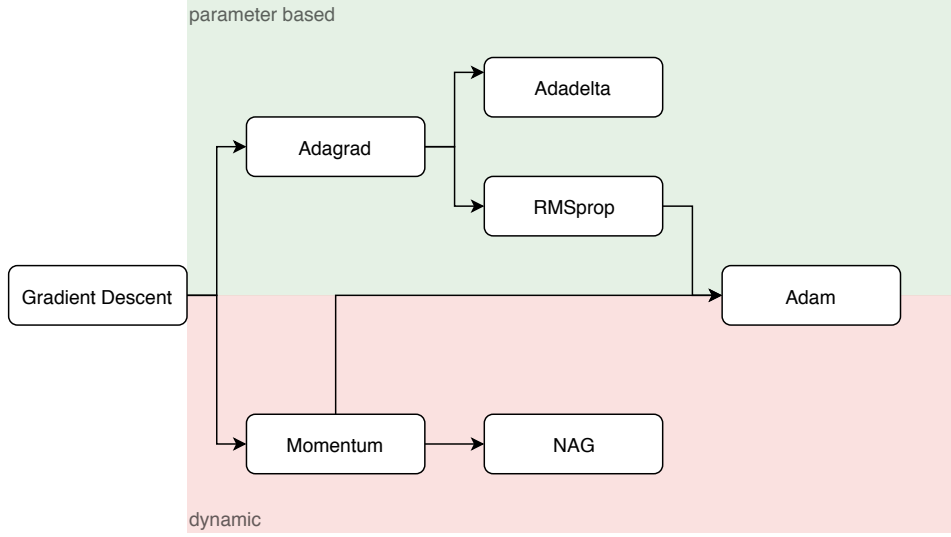 parameter based
Adadelta
Adagrad
RMSprop
Gradient Descent
Adam
Momentum
NAG
dynamic